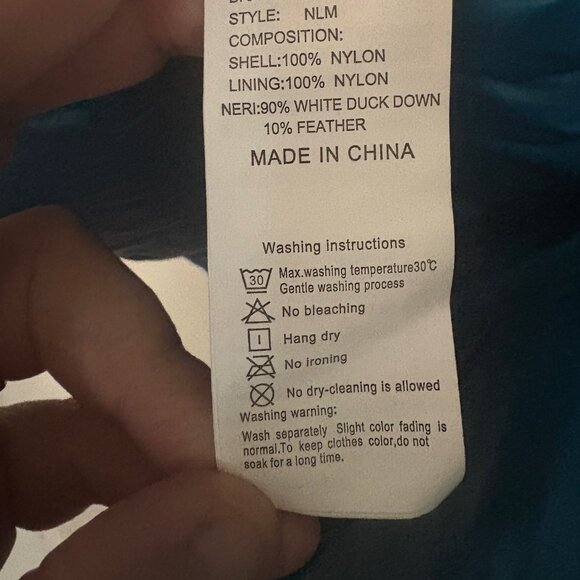 STYLE: NLM
COMPOSITION:
SHELL:100% NYLON
LINING:100% NYLON
NERI:90% WHITE DUCK DOWN
10% FEATHER
MADE IN CHINA
Washing instructions
30 Max.washing temperature30℃
Gentle washing process
No bleaching
Hang dry
No ironing
No dry-cleaning is allowed
Washing warning:
Wash separately Slight color fading is
normal.To keep clothes color,do not
soak for a long time.